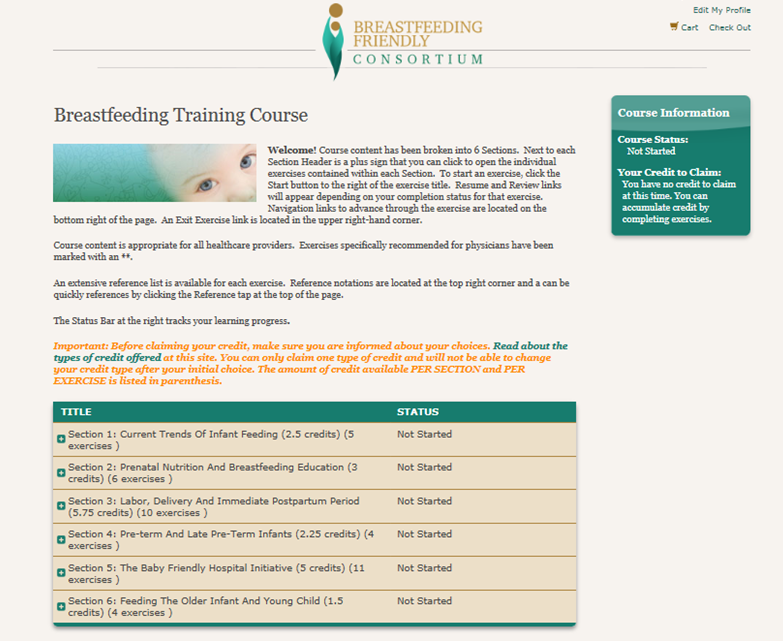 BREASTFEEDING
FRIENDLY
CONSORTIUM
Edit My Profile
Cart Check Out
Breastfeeding Training Course
Welcome! Course content has been broken into 6 Sections. Next to each
Section Header is a plus sign that you can click to open the individual
exercises contained within each Section. To start an exercise, click the
Start button to the right of the exercise title. Resume and Review links
will appear depending on your completion status for that exercise.
Navigation links to advance through the exercise are located on the
bottom right of the page. An Exit Exercise link is located in the upper right-hand corner.
Course content is appropriate for all healthcare providers. Exercises specifically recommended for physicians have been
marked with an **.
An extensive reference list is available for each exercise. Reference notations are located at the top right corner and a can be
quickly references by clicking the Reference tap at the top of the page.
The Status Bar at the right tracks your learning progress.
Important: Before claiming your credit, make sure you are informed about your choices. Read about the
types of credit offered at this site. You can only claim one type of credit and will not be able to change
your credit type after your initial choice. The amount of credit available PER SECTION and PER
EXERCISE is listed in parenthesis.
TITLE STATUS
Section 1: Current Trends Of Infant Feeding (2.5 credits) (5 Not Started
exercises )
Section 2: Prenatal Nutrition And Breastfeeding Education (3 Not Started
credits) (6 exercises )
Section 3: Labor, Delivery And Immediate Postpartum Period Not Started
(5.75 credits) (10 exercises )
Section 4: Pre-term And Late Pre-Term Infants (2.25 credits) (4 Not Started
exercises )
Section 5: The Baby Friendly Hospital Initiative (5 credits) (11 Not Started
exercises )
Section 6: Feeding The Older Infant And Young Child (1.5 Not Started
credits) (4 exercises )
Course Information
Course Status:
Not Started
Your Credit to Claim:
You have no credit to claim
at this time. You can
accumulate credit by
completing exercises.